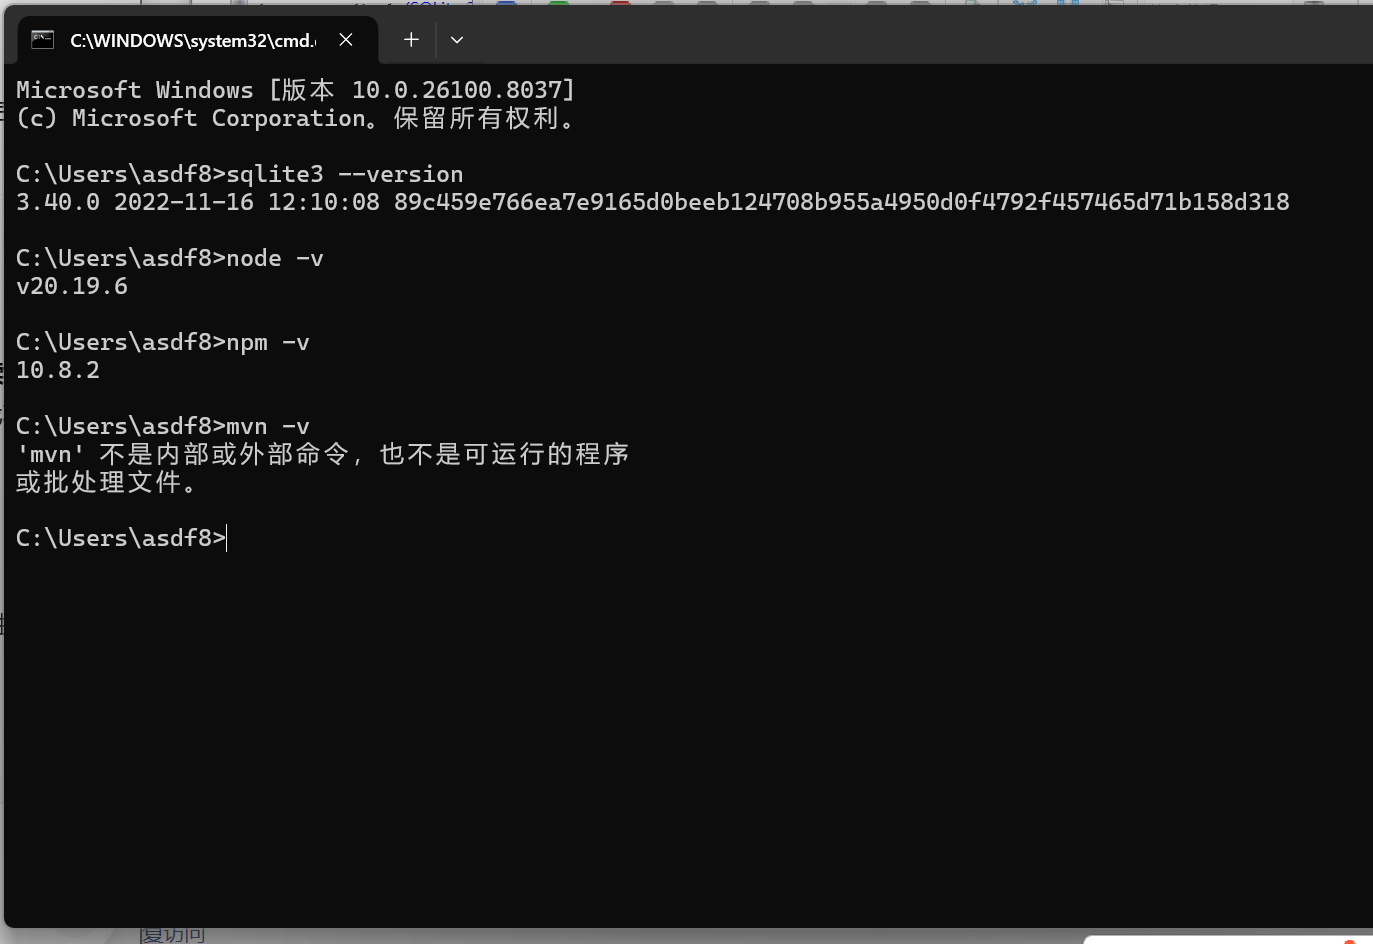 C:\WINDOWS\system32\cmd.
Microsoft Windows [版本 10.0.26100.8037]
(c) Microsoft Corporation。保留所有权利。
C:\Users\asdf8>sqlite3 --version
3.40.0 2022-11-16 12:10:08 89c459e766ea7e9165d0beeb124708b955a4950d0f4792f457465d71b158d318
C:\Users\asdf8>node -v
v20.19.6
C:\Users\asdf8>npm -v
10.8.2
C:\Users\asdf8>mvn -v
'mvn' 不是内部或外部命令，也不是可运行的程序
或批处理文件。
C:\Users\asdf8>
复访问